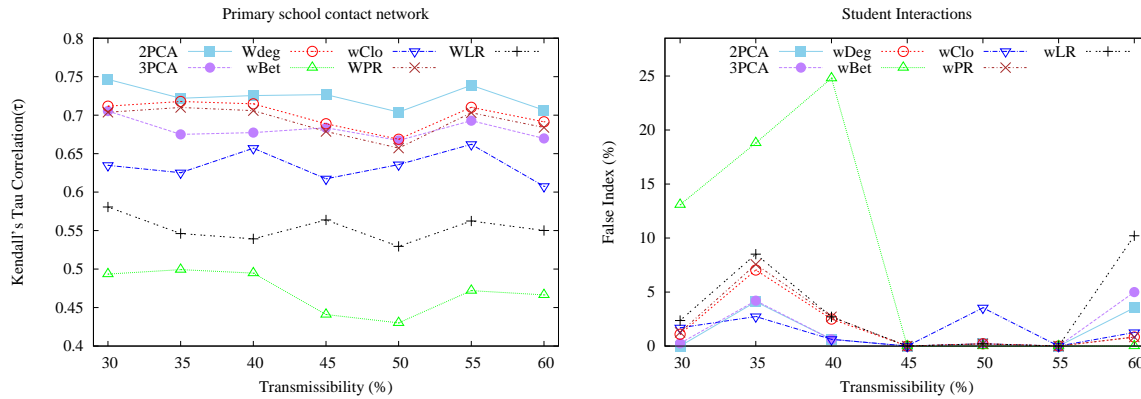 Primary school contact network
Kendall's Tau Correlation(τ)
0.8
0.75
0.7
0.65
0.6
0.55
0.5
0.45
0.4
2PCA Wdeg wClo WLR
3PCA wBet WPR
30 35 40 45 50 55 60
Transmissibility (%)
Student Interactions
False Index (%)
25
20
15
10
5
0
2PCA wDeg wClo wLR
3PCA wBet wPR
30 35 40 45 50 55 60
Transmissibility (%)